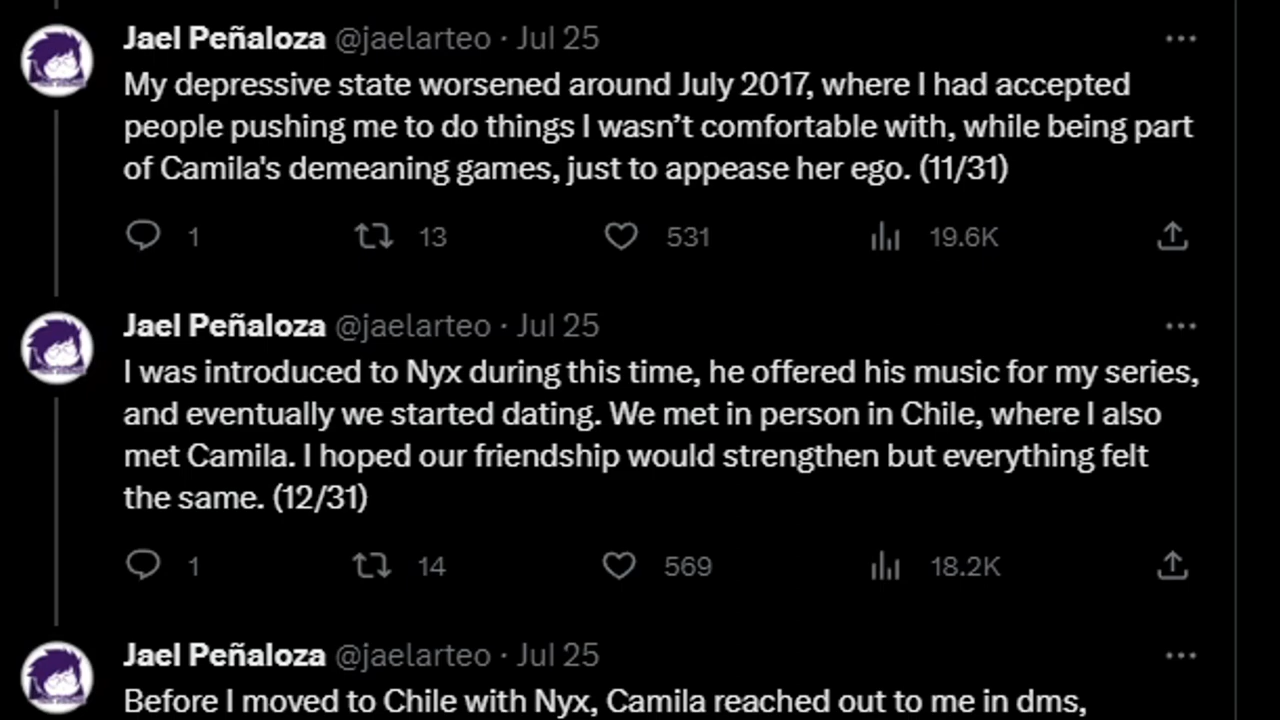 Jael Peñaloza @jaelarteo · Jul 25
My depressive state worsened around July 2017, where I had accepted
people pushing me to do things I wasn’t comfortable with, while being part
of Camila's demeaning games, just to appease her ego. (11/31)
1 13 531 19.6K
Jael Peñaloza @jaelarteo · Jul 25
I was introduced to Nyx during this time, he offered his music for my series,
and eventually we started dating. We met in person in Chile, where I also
met Camila. I hoped our friendship would strengthen but everything felt
the same. (12/31)
1 14 569 18.2K
Jael Peñaloza @jaelarteo · Jul 25
Before I moved to Chile with Nyx, Camila reached out to me in dms,